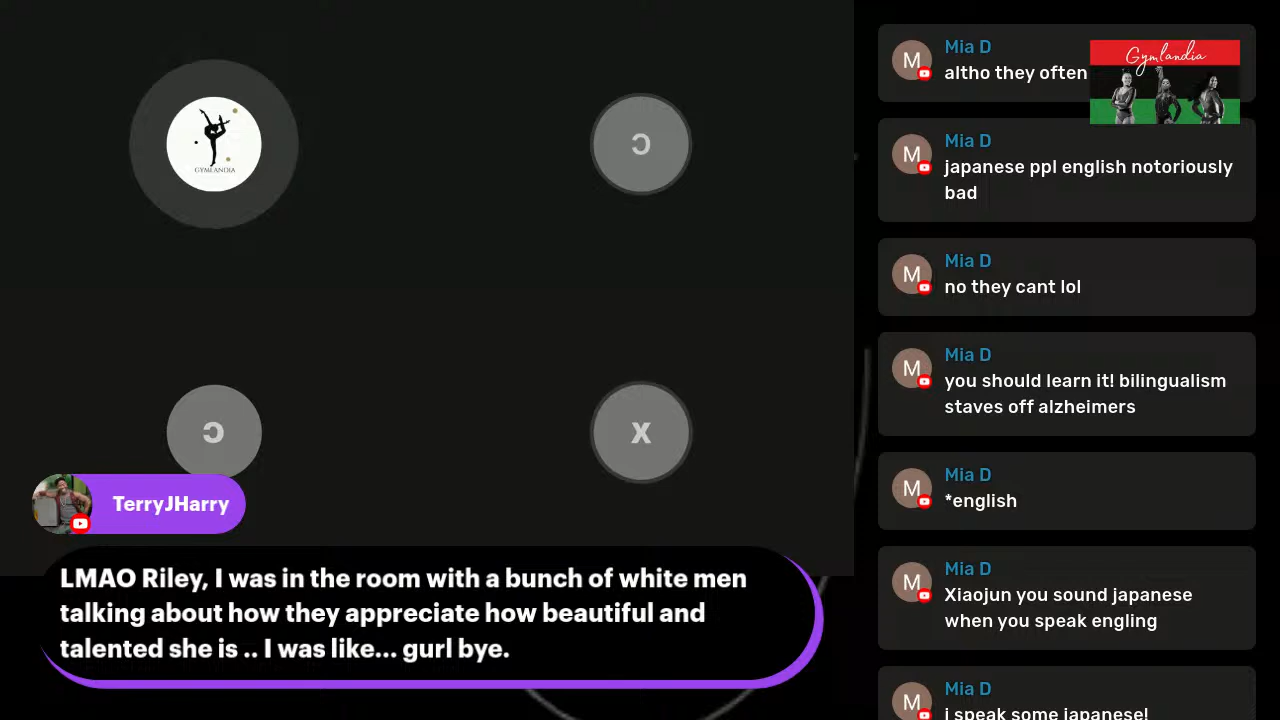 GYMLANDIA
Ɔ
Ɔ
X
TerryJHarry
LMAO Riley, I was in the room with a bunch of white men
talking about how they appreciate how beautiful and
talented she is .. I was like... gurl bye.
Gymlandia
M
Mia D
altho they often
M
Mia D
japanese ppl english notoriously
bad
M
Mia D
no they cant lol
M
Mia D
you should learn it! bilingualism
staves off alzheimers
M
Mia D
*english
M
Mia D
Xiaojun you sound japanese
when you speak engling
M
Mia D
i speak some japanese!